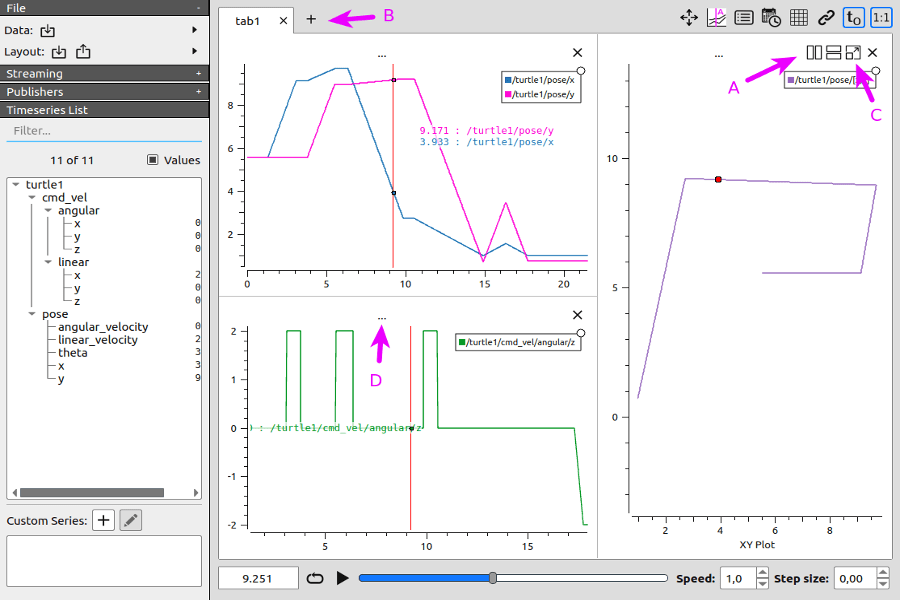 File -
Data:
Layout:
Streaming +
Publishers +
Timeseries List
Filter...
11 of 11 Values
turtle1
cmd_vel
angular
x 0
y 0
z 0
linear
x 2
y 0
z 0
pose
angular_velocity 0
linear_velocity 2
theta 3
x 3
y 9
Custom Series: +
tab1 × +
B
A
t0
1:1
...
/turtle1/pose/x
/turtle1/pose/y
9.171 : /turtle1/pose/y
3.933 : /turtle1/pose/x
8
6
4
2
0 5 10 15 20
...
/turtle1/cmd_vel/angular/z
D
2
1
0
) : /turtle1/cmd_vel/angular/z
-1
-2
5 10 15
...
A
C
/turtle1/pose/[
10
5
0
2 4 6 8
XY Plot
9.251
Speed: 1,0
Step size: 0,00